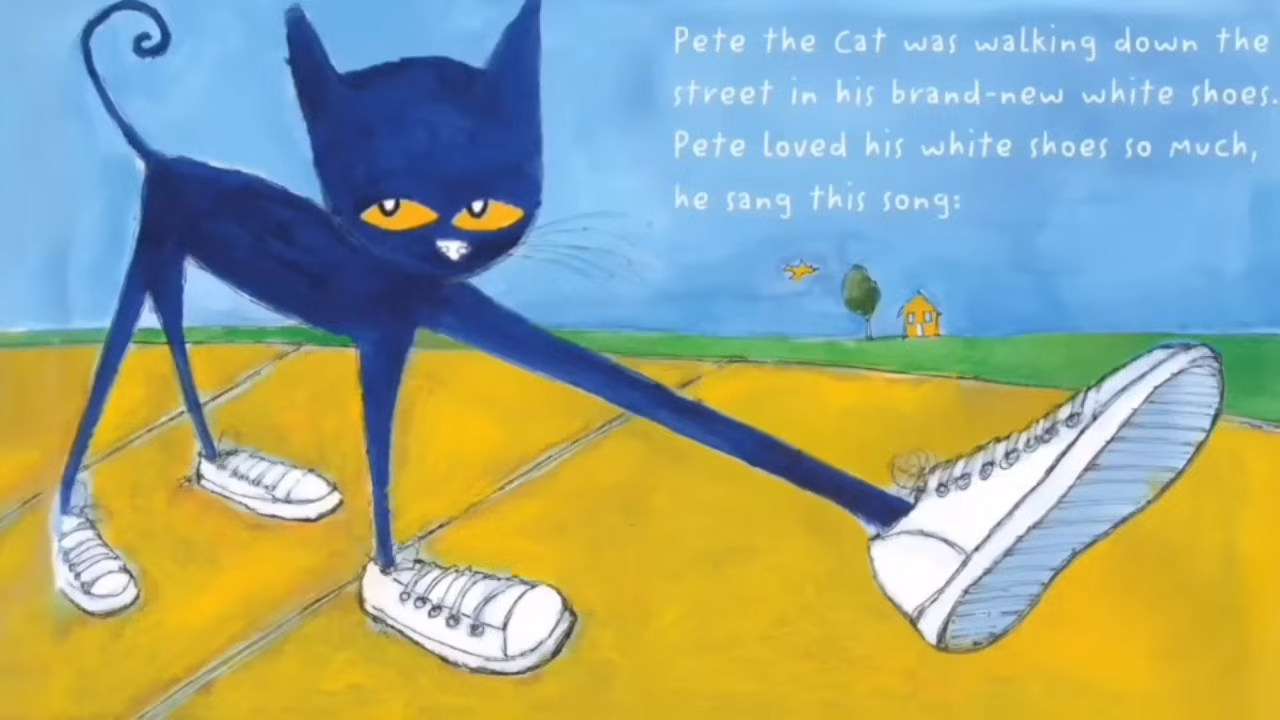 Pete the Cat was walking down the
street in his brand-new white shoes.
Pete loved his white shoes so much,
he sang this song: